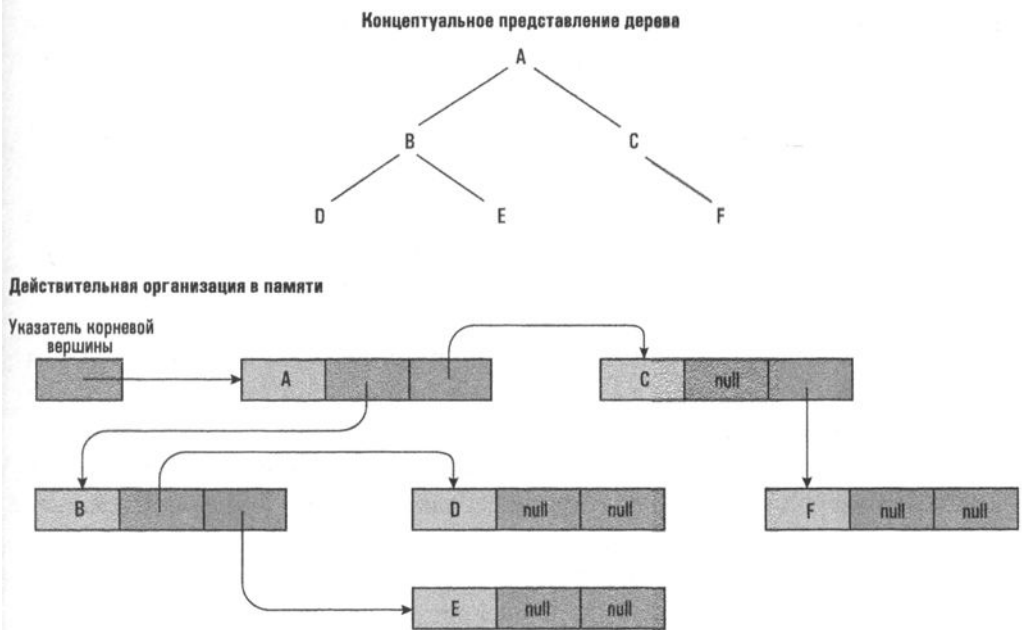 Концептуальное представление дерева
A
B C
D E F
Действительная организация в памяти
Указатель корневой
вершины
A C null
B D null null F null null
E null null